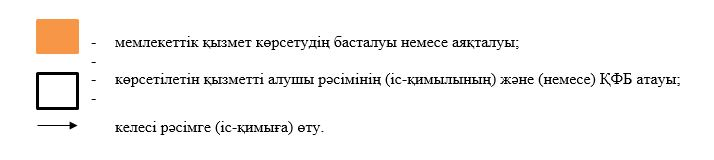 - мемлекеттік қызмет көрсетудің басталуы немесе аяқталуы;
-
- көрсетілетін қызметті алушы рәсімінің (іс-қимылының) және (немесе) ҚФБ атауы;
-
келесі рәсімге (іс-қимыға) өту.